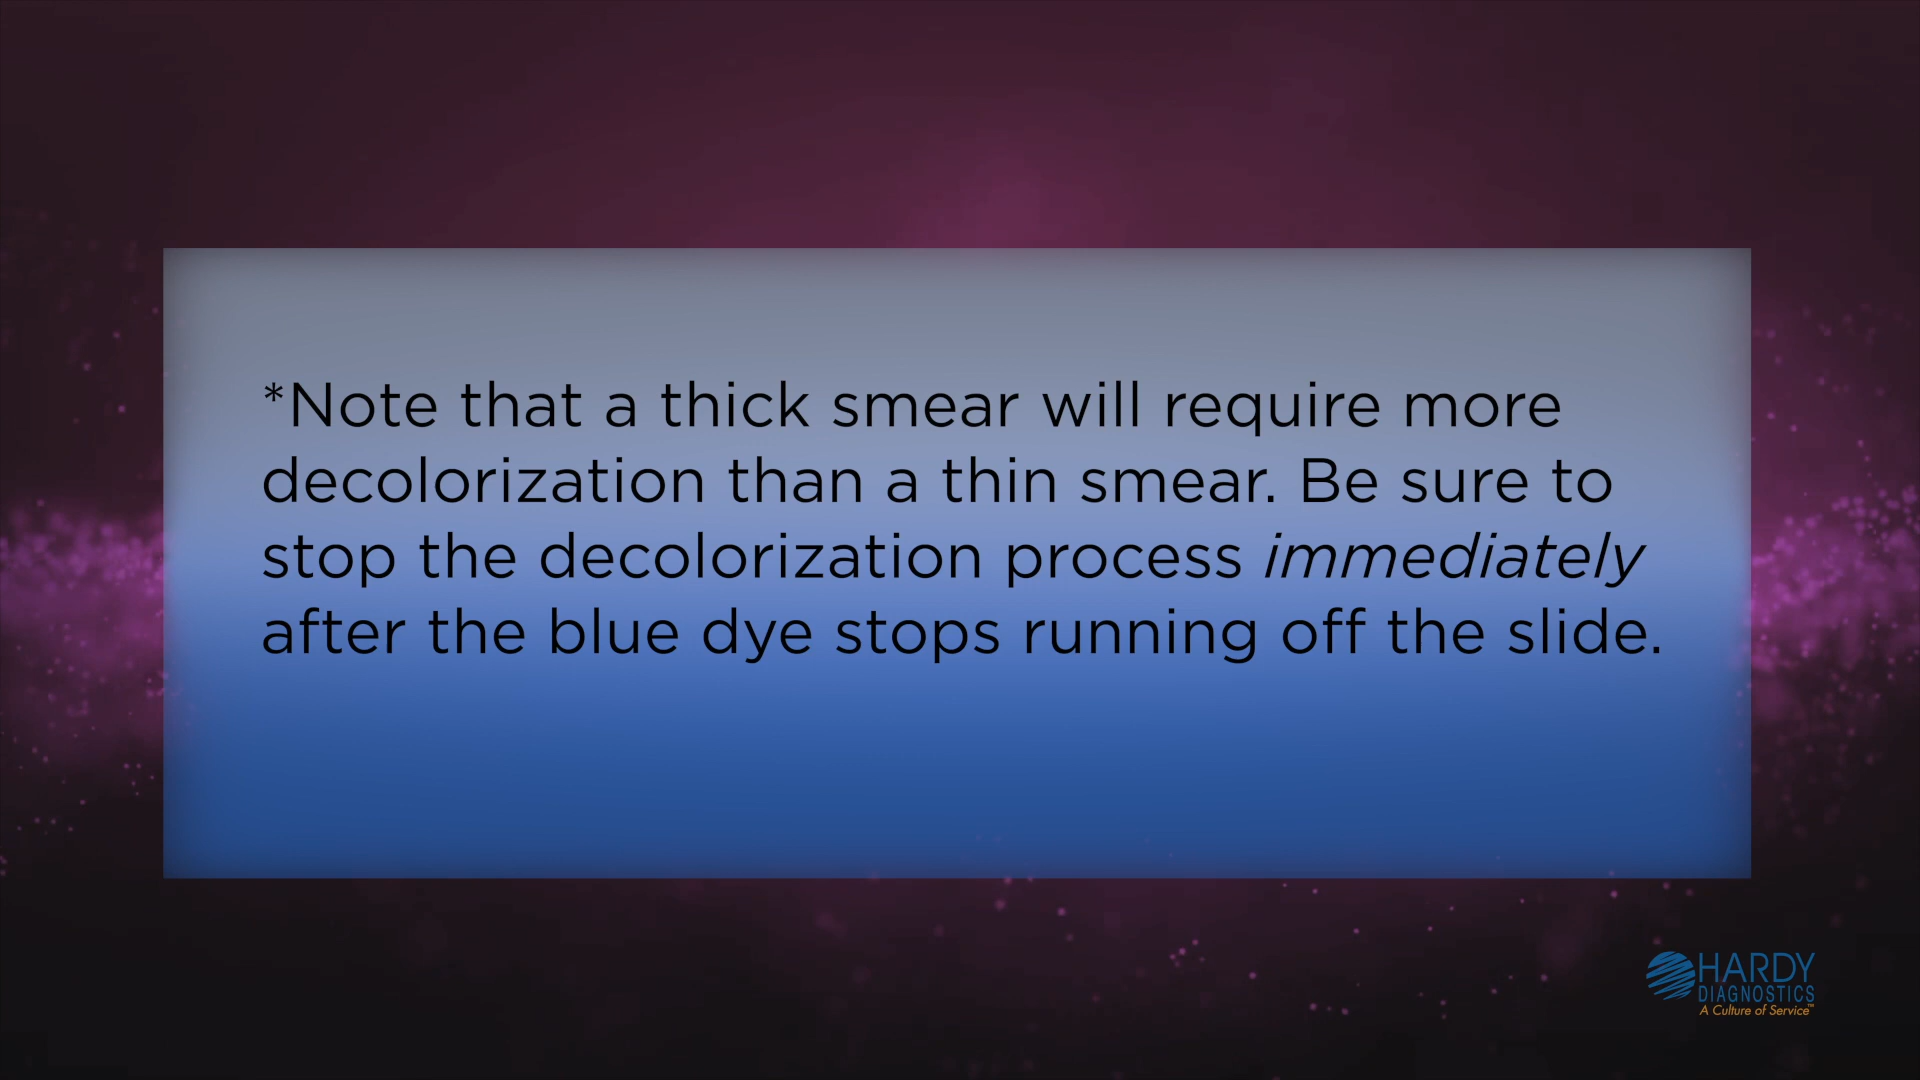 *Note that a thick smear will require more
decolorization than a thin smear. Be sure to
stop the decolorization process immediately
after the blue dye stops running off the slide.
HARDY
DIAGNOSTICS
A Culture of Service™